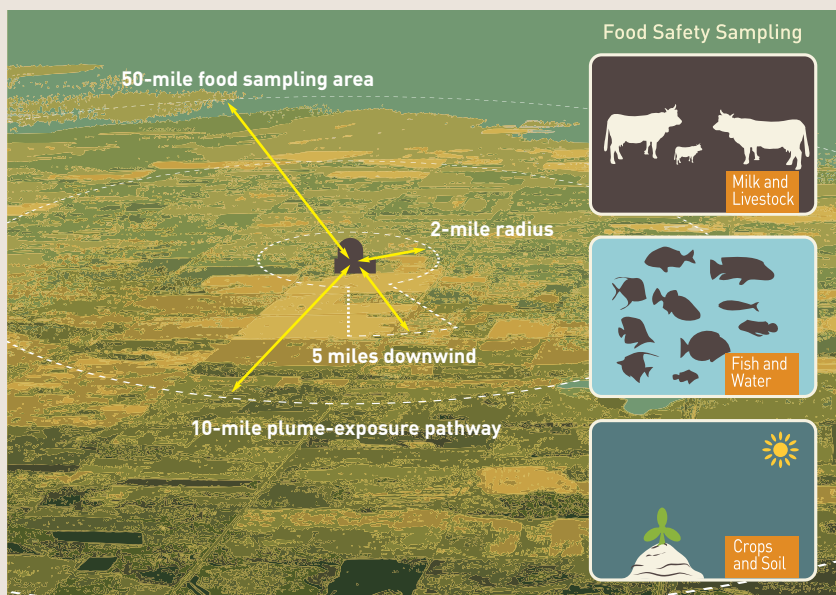 Food Safety Sampling
50-mile food sampling area
Milk and
Livestock
2-mile radius
5 miles downwind
Fish and
Water
10-mile plume-exposure pathway
Crops
and Soil